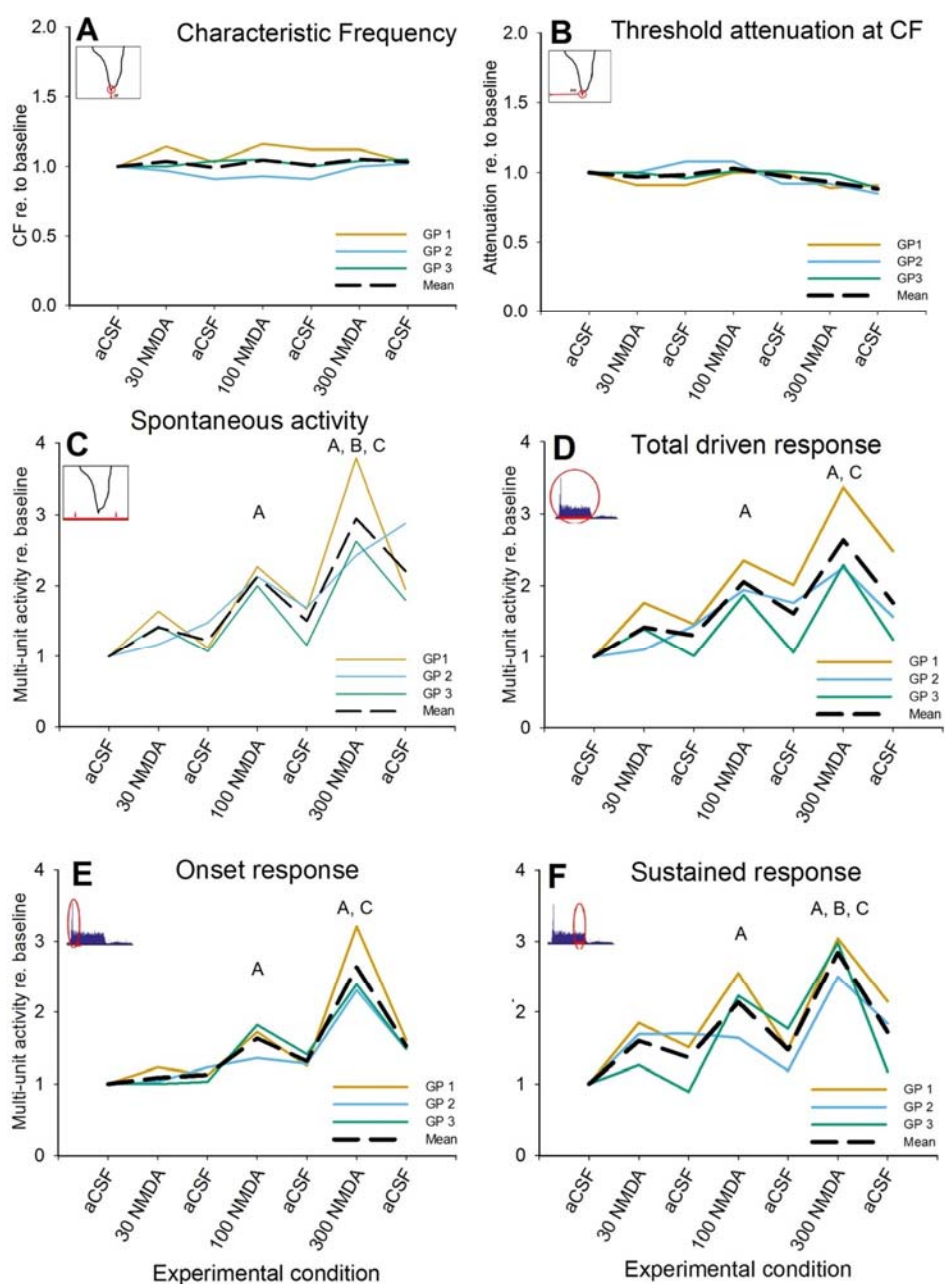 A Characteristic Frequency
CF re. to baseline
2.0
1.5
1.0
0.5
0.0
GP 1
GP 2
GP 3
Mean
aCSF
30 NMDA
aCSF
100 NMDA
aCSF
300 NMDA
aCSF
B Threshold attenuation at CF
Attenuation re. to baseline
2.0
1.5
1.0
0.5
0.0
GP1
GP2
GP3
Mean
aCSF
30 NMDA
aCSF
100 NMDA
aCSF
300 NMDA
aCSF
C Spontaneous activity
Multi-unit activity re. baseline
4
3
2
1
0
A
A, B, C
GP 1
GP 2
GP 3
Mean
aCSF
30 NMDA
aCSF
100 NMDA
aCSF
300 NMDA
aCSF
D Total driven response
Multi-unit activity re. baseline
4
3
2
1
0
A
A, C
GP 1
GP 2
GP 3
Mean
aCSF
30 NMDA
aCSF
100 NMDA
aCSF
300 NMDA
aCSF
E Onset response
Multi-unit activity re. baseline
4
3
2
1
0
A
A, C
GP 1
GP 2
GP 3
Mean
aCSF
30 NMDA
aCSF
100 NMDA
aCSF
300 NMDA
aCSF
Experimental condition
F Sustained response
4
3
2
1
0
A
A, B, C
GP 1
GP 2
GP 3
Mean
aCSF
30 NMDA
aCSF
100 NMDA
aCSF
300 NMDA
aCSF
Experimental condition